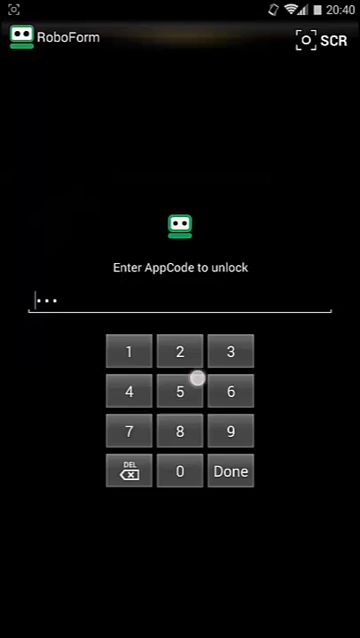 20:40
RoboForm
SCR
Enter AppCode to unlock
•••
1 2 3
4 5 6
7 8 9
DEL 0 Done